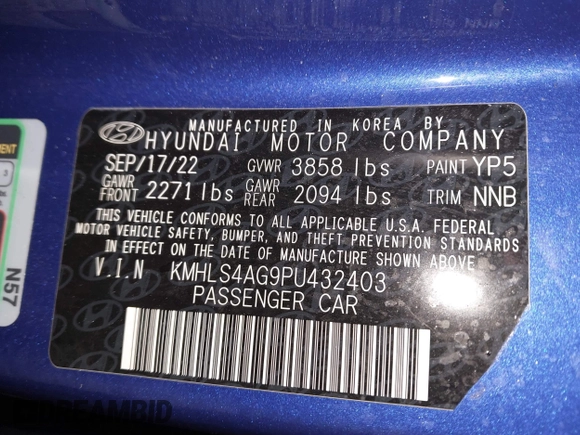 MANUFACTURED IN KOREA BY
HYUNDAI MOTOR COMPANY
SEP/17/22 GVWR 3858 lbs PAINT YP5
GAWR FRONT 2271 lbs GAWR REAR 2094 lbs TRIM NNB
THIS VEHICLE CONFORMS TO ALL APPLICABLE U.S.A. FEDERAL
MOTOR VEHICLE SAFETY, BUMPER, AND THEFT PREVENTION STANDARDS
IN EFFECT ON THE DATE OF MANUFACTURE SHOWN ABOVE.
V.I.N KMHLS4AG9PU432403
PASSENGER CAR
N57